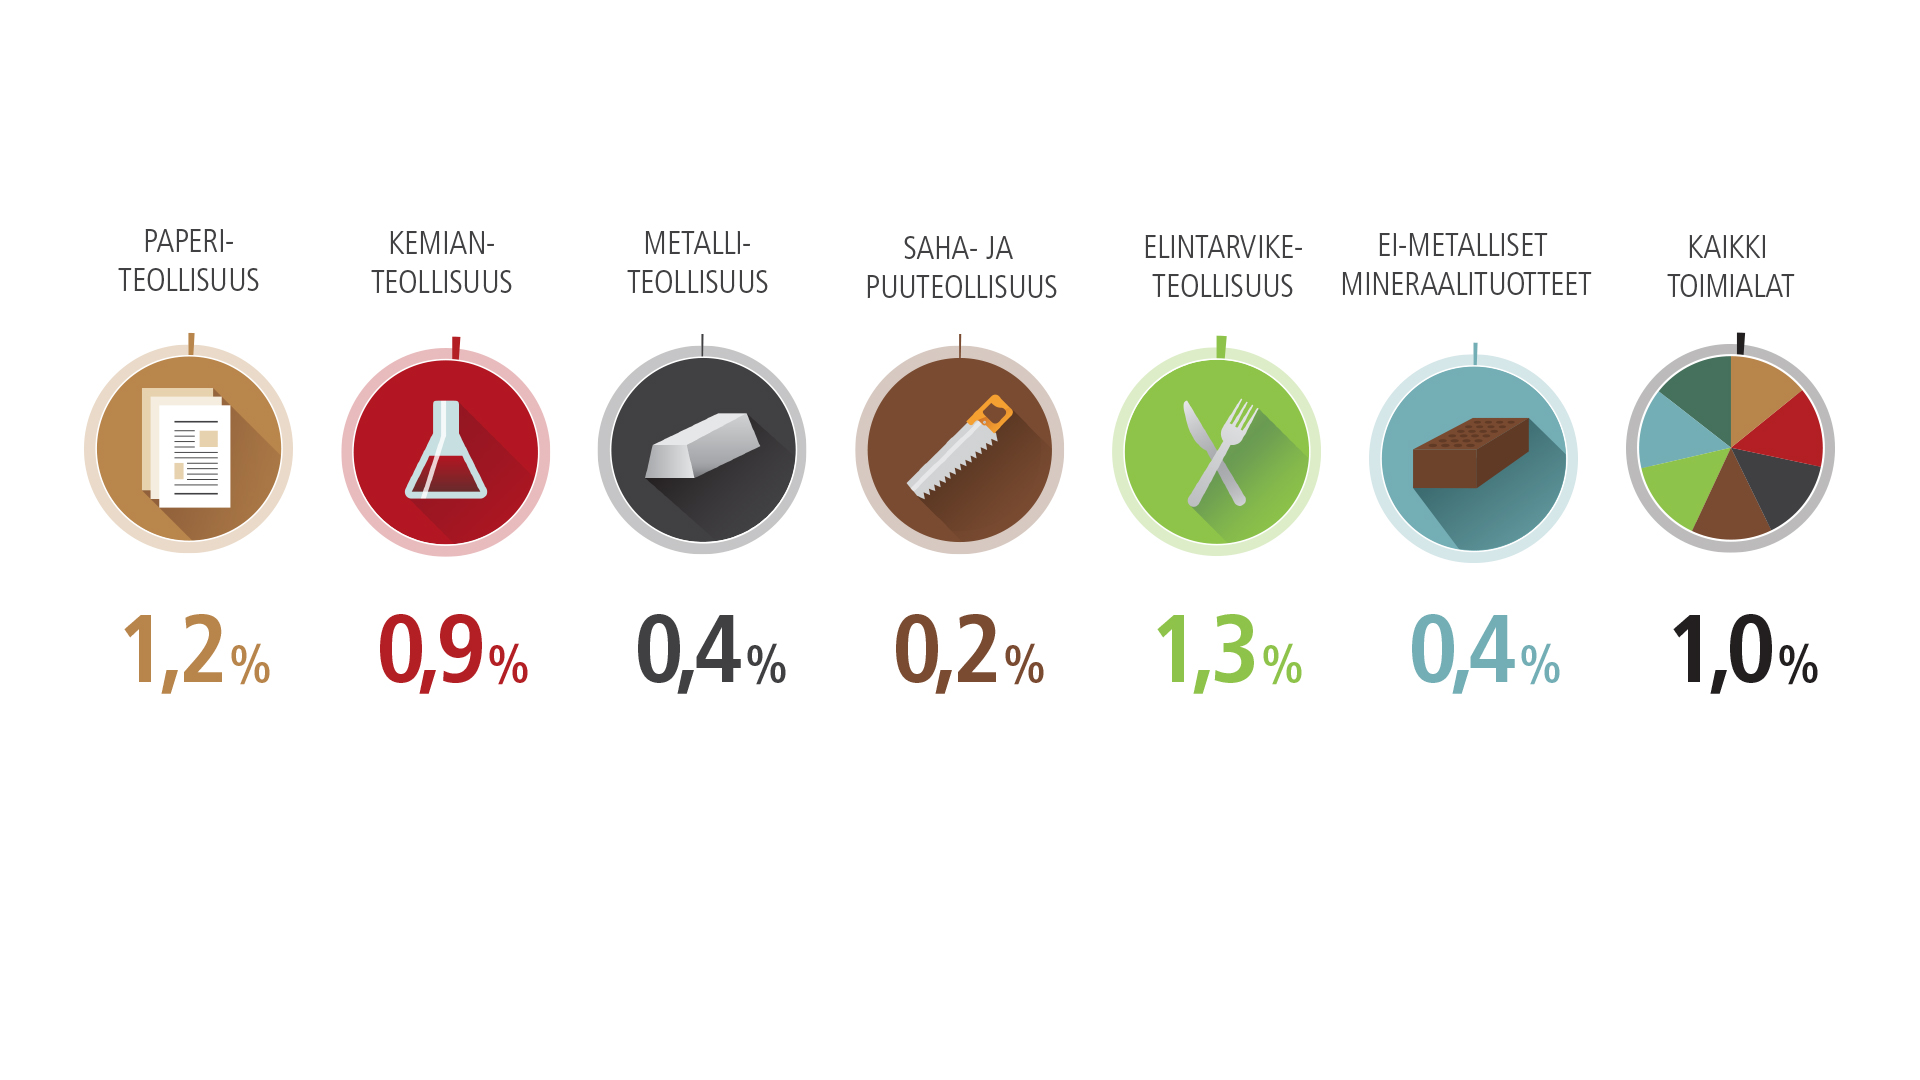 PAPERI-
TEOLLISUUS
1,2 %
KEMIAN-
TEOLLISUUS
0,9 %
METALLI-
TEOLLISUUS
0,4 %
SAHA- JA
PUUTEOLLISUUS
0,2 %
ELINTARVIKE-
TEOLLISUUS
1,3 %
EI-METALLISET
MINERAALITUOTTEET
0,4 %
KAIKKI
TOIMIALAT
1,0 %